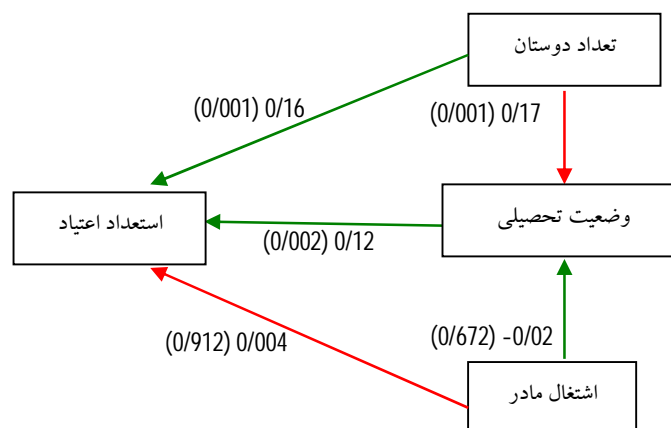 تعداد دوستان
(0/001) 0/16
(0/001) 0/17
استعداد اعتیاد
وضعیت تحصیلی
(0/002) 0/12
(0/912) 0/004
(0/672) -0/02
اشتغال مادر